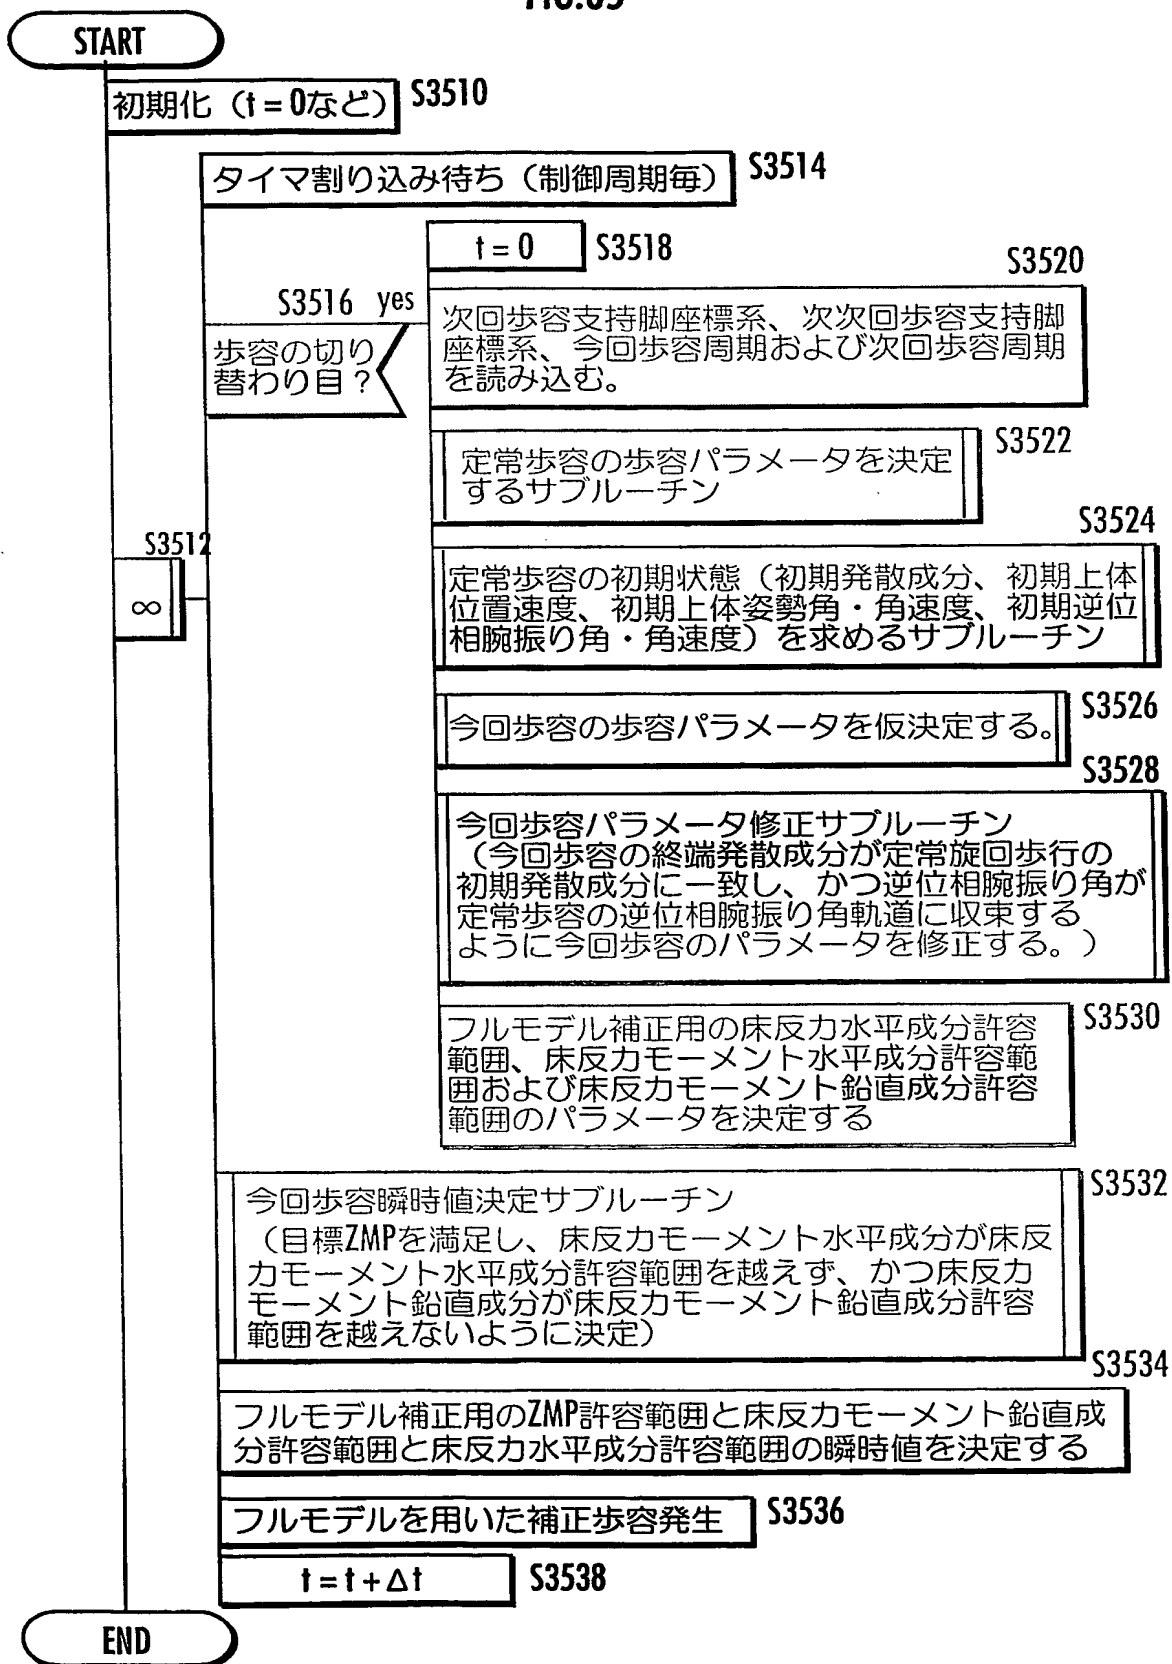 START
初期化（t = 0など）
S3510
タイマ割り込み待ち（制御周期毎）
S3514
t = 0
S3518
S3520
S3516 yes
歩容の切り
替わり目？
次回歩容支持脚座標系、次次回歩容支持脚
座標系、今回歩容周期および次回歩容周期
を読み込む。
S3522
定常歩容の歩容パラメータを決定
するサブルーチン
S3524
S3512
∞
定常歩容の初期状態（初期発散成分、初期上体
位置速度、初期上体姿勢角・角速度、初期逆位
相腕振り角・角速度）を求めるサブルーチン
S3526
今回歩容の歩容パラメータを仮決定する。
S3528
今回歩容パラメータ修正サブルーチン
（今回歩容の終端発散成分が定常旋回歩行の
初期発散成分に一致し、かつ逆位相腕振り角が
定常歩容の逆位相腕振り角軌道に収束する
ように今回歩容のパラメータを修正する。）
S3530
フルモデル補正用の床反力水平成分許容
範囲、床反力モーメント水平成分許容範
囲および床反力モーメント鉛直成分許容
範囲のパラメータを決定する
S3532
今回歩容瞬時値決定サブルーチン
（目標ZMPを満足し、床反力モーメント水平成分が床反
力モーメント水平成分許容範囲を越えず、かつ床反力
モーメント鉛直成分が床反力モーメント鉛直成分許容
範囲を越えないように決定）
S3534
フルモデル補正用のZMP許容範囲と床反力モーメント鉛直成
分許容範囲と床反力水平成分許容範囲の瞬時値を決定する
フルモデルを用いた補正歩容発生
S3536
t = t + Δt
S3538
END